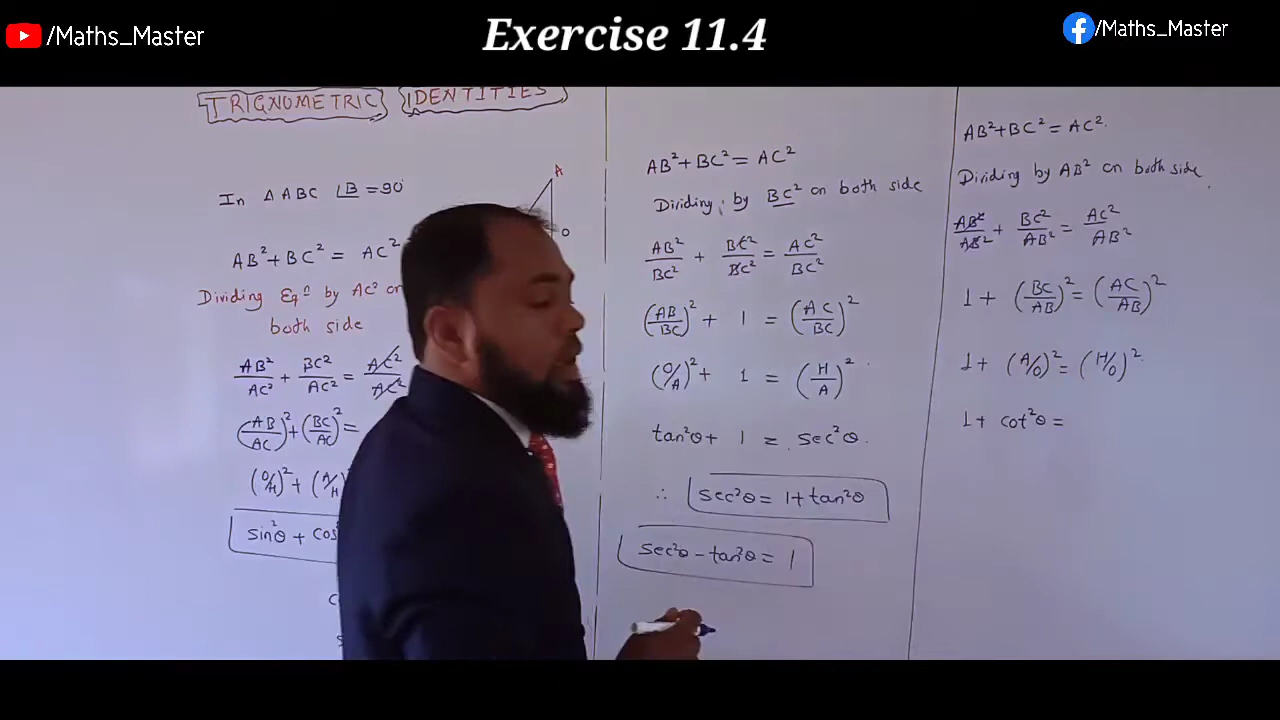 /Maths_Master
Exercise 11.4
/Maths_Master
TRIGNOMETRIC IDENTITIES
In △ABC ∠B = 90°
A
O
AB² + BC² = AC²
Dividing Eqⁿ by AC² on
both side
AB²/AC² + BC²/AC² = AC²/AC²
(AB/AC)² + (BC/AC)² =
(O/H)² + (A/H)
sin²θ + cos
AB² + BC² = AC²
Dividing by BC² on both side
AB²/BC² + BC²/BC² = AC²/BC²
(AB/BC)² + 1 = (AC/BC)²
(O/A)² + 1 = (H/A)²
tan²θ + 1 = sec²θ.
∴ sec²θ = 1 + tan²θ
sec²θ - tan²θ = 1
AB² + BC² = AC².
Dividing by AB² on both side
AB²/AB² + BC²/AB² = AC²/AB²
1 + (BC/AB)² = (AC/AB)²
1 + (A/O)² = (H/O)²
1 + cot²θ =